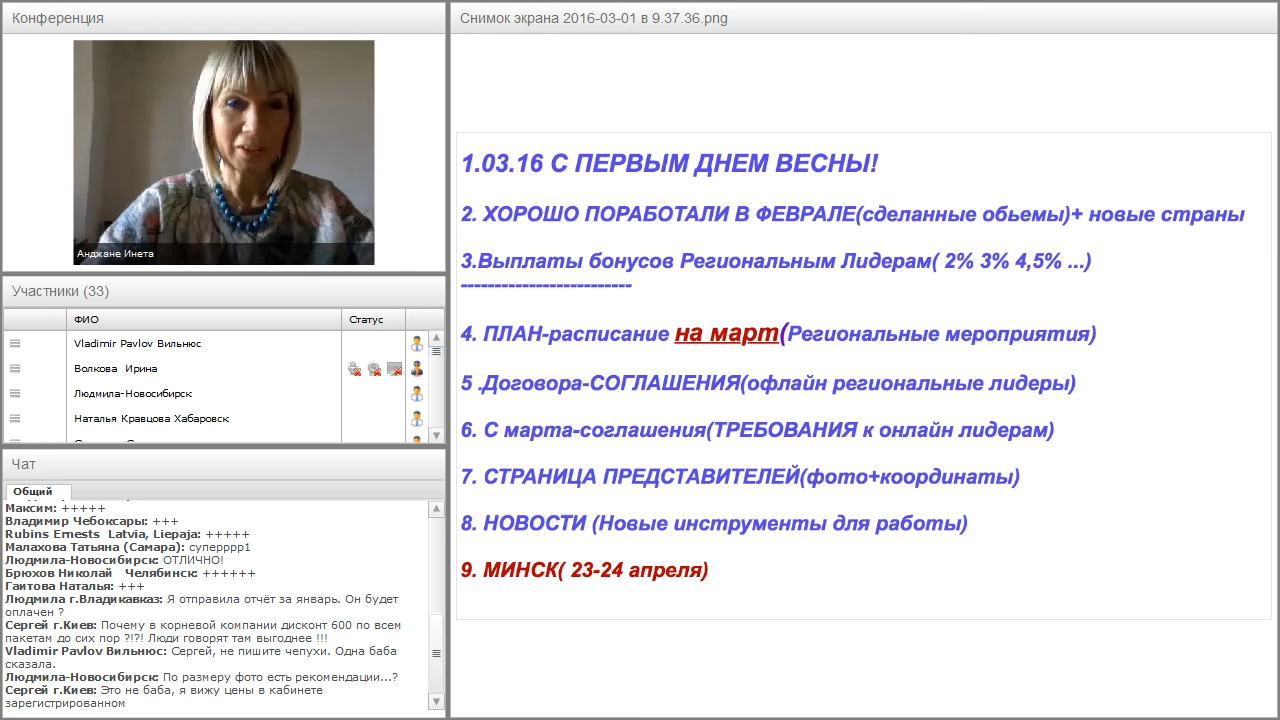 Конференция
Анджане Инета
Участники (33)
ФИО
Статус
Vladimir Pavlov Вильнюс
Волкова Ирина
Людмила-Новосибирск
Наталья Кравцова Хабаровск
Чат
Общий
Максим: +++++
Владимир Чебоксары: +++
Rubins Ernests Latvia, Liepaja: +++++
Малахова Татьяна (Самара): суперррр1
Людмила-Новосибирск: ОТЛИЧНО!
Брюхов Николай Челябинск: ++++++
Гаитова Наталья: +++
Людмила г.Владикавказ: Я отправила отчёт за январь. Он будет
оплачен ?
Сергей г.Киев: Почему в корневой компании дисконт 600 по всем
пакетам до сих пор ?!?! Люди говорят там выгоднее !!!
Vladimir Pavlov Вильнюс: Сергей, не пишите чепухи. Одна баба
сказала.
Людмила-Новосибирск: По размеру фото есть рекомендации...?
Сергей г.Киев: Это не баба, я вижу цены в кабинете
зарегистрированном
Снимок экрана 2016-03-01 в 9.37.36.png
1.03.16 С ПЕРВЫМ ДНЕМ ВЕСНЫ!
2. ХОРОШО ПОРАБОТАЛИ В ФЕВРАЛЕ(сделанные обьемы)+ новые страны
3.Выплаты бонусов Региональным Лидерам( 2% 3% 4,5% ...)
--------------------------
4. ПЛАН-расписание на март(Региональные мероприятия)
5 .Договора-СОГЛАШЕНИЯ(офлайн региональные лидеры)
6. С марта-соглашения(ТРЕБОВАНИЯ к онлайн лидерам)
7. СТРАНИЦА ПРЕДСТАВИТЕЛЕЙ(фото+координаты)
8. НОВОСТИ (Новые инструменты для работы)
9. МИНСК( 23-24 апреля)